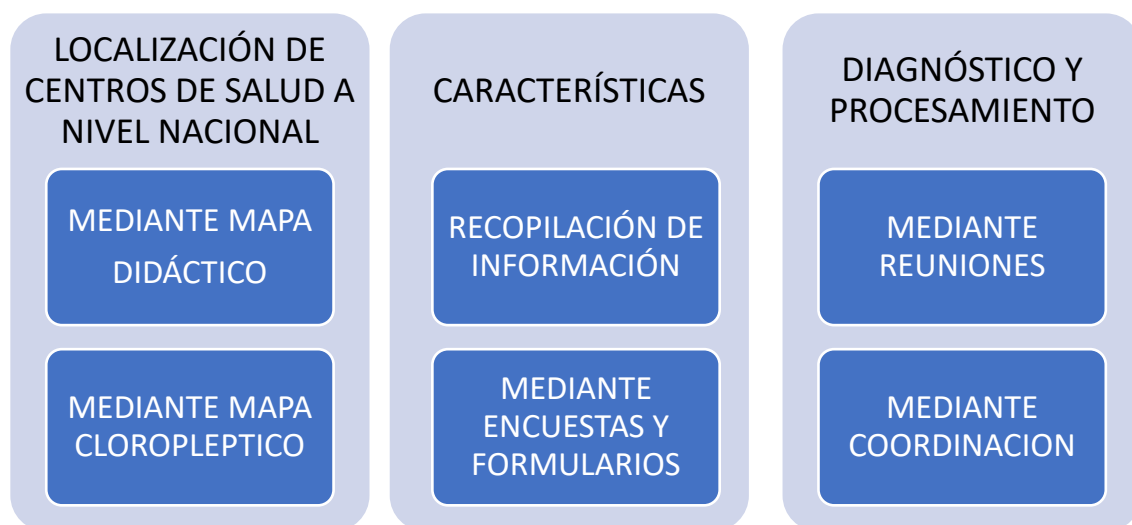 LOCALIZACIÓN DE
CENTROS DE SALUD A
NIVEL NACIONAL
MEDIANTE MAPA
DIDÁCTICO
MEDIANTE MAPA
CLOROPLEPTICO
CARACTERÍSTICAS
RECOPILACIÓN DE
INFORMACIÓN
MEDIANTE
ENCUESTAS Y
FORMULARIOS
DIAGNÓSTICO Y
PROCESAMIENTO
MEDIANTE
REUNIONES
MEDIANTE
COORDINACION